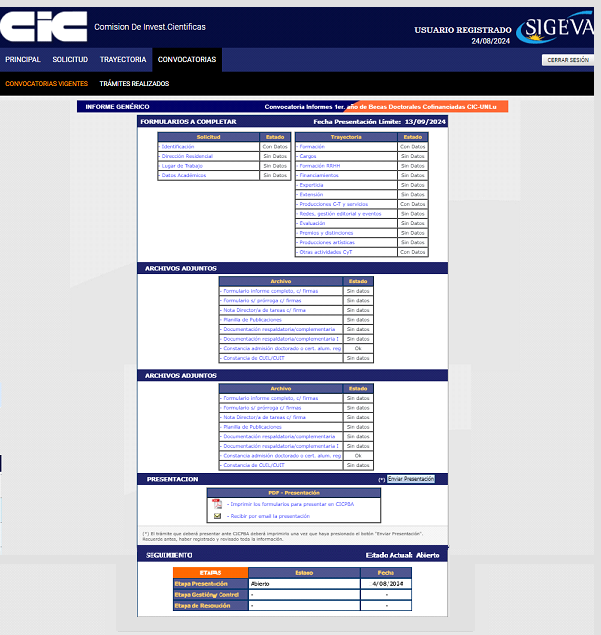 CIC
Comision De Invest.Científicas
USUARIO REGISTRADO
24/08/2024
SIGEVA
PRINCIPAL SOLICITUD TRAYECTORIA CONVOCATORIAS
CERRAR SESIÓN
CONVOCATORIAS VIGENTES TRÁMITES REALIZADOS
INFORME GENÉRICO Convocatoria Informes 1er. año de Becas Doctorales Cofinanciadas CIC-UNLu
FORMULARIOS A COMPLETAR Fecha Presentación Límite: 13/09/2024
Solicitud Estado
- Identificación Con Datos
- Dirección Residencial Sin Datos
- Lugar de Trabajo Sin Datos
- Datos Académicos Sin Datos
Trayectoria Estado
- Formación Con Datos
- Cargos Sin Datos
- Formación RRHH Sin Datos
- Financiamientos Sin Datos
- Experticia Sin Datos
- Extensión Sin Datos
- Producciones C-T y servicios Con Datos
- Redes, gestión editorial y eventos Sin Datos
- Evaluación Sin Datos
- Premios y distinciones Sin Datos
- Producciones artísticas Sin Datos
- Otras actividades CyT Con Datos
ARCHIVOS ADJUNTOS
Archivo Estado
- Formulario informe completo, c/ firmas Sin datos
- Formulario s/ prórroga c/ firmas Sin datos
- Nota Director/a de tareas c/ firma Sin datos
- Planilla de Publicaciones Sin datos
- Documentación respaldatoria/complementaria Sin datos
- Documentación respaldatoria/complementaria I Sin datos
- Constancia admisión doctorado o cert. alum. reg Ok
- Constancia de CUIL/CUIT Sin datos
ARCHIVOS ADJUNTOS
Archivo Estado
- Formulario informe completo, c/ firmas Sin datos
- Formulario s/ prórroga c/ firmas Sin datos
- Nota Director/a de tareas c/ firma Sin datos
- Planilla de Publicaciones Sin datos
- Documentación respaldatoria/complementaria Sin datos
- Documentación respaldatoria/complementaria I Sin datos
- Constancia admisión doctorado o cert. alum. reg Ok
- Constancia de CUIL/CUIT Sin datos
PRESENTACION (*) Enviar Presentación
PDF - Presentación
- Imprimir los formularios para presentar en CICPBA
- Recibir por email la presentación
(*) El trámite que deberá presentar ante CICPBA deberá imprimirlo una vez que haya presionado el botón "Enviar Presentación".
Recuerde antes, haber registrado y revisado toda la información.
SEGUIMIENTO Estado Actual: Abierto
ETAPAS Estado Fecha
Etapa Presentación Abierto 4/08/2024
Etapa Gestión y Control - -
Etapa de Resolución - -